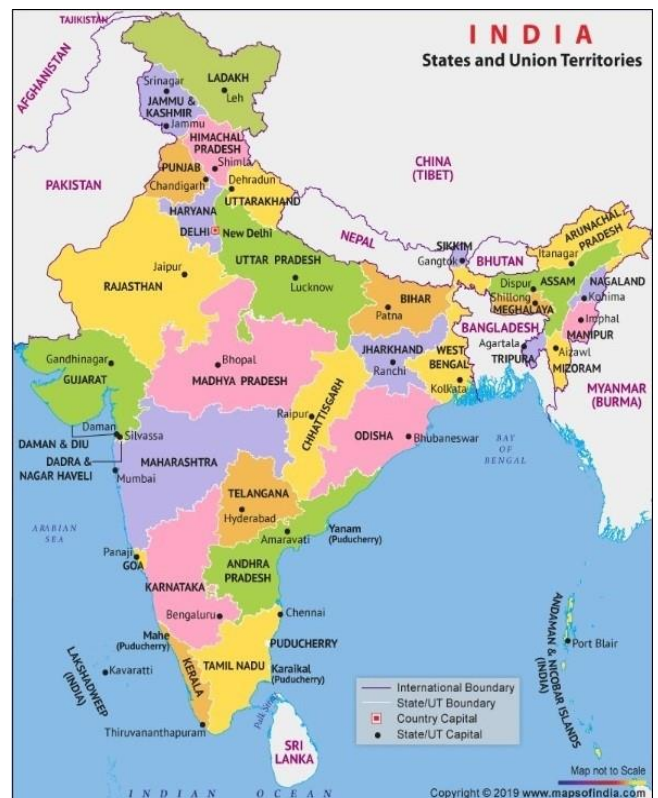 INDIA
States and Union Territories
TAJIKISTAN
AFGHANISTAN
PAKISTAN
CHINA
(TIBET)
NEPAL
BHUTAN
BANGLADESH
MYANMAR
(BURMA)
SRI
LANKA
LADAKH
Leh
Srinagar
JAMMU &
KASHMIR
Jammu
HIMACHAL
PRADESH
Shimla
PUNJAB
Chandigarh
Dehradun
UTTARAKHAND
HARYANA
DELHI
New Delhi
UTTAR PRADESH
Lucknow
Jaipur
RAJASTHAN
SIKKIM
Gangtok
ARUNACHAL
PRADESH
Itanagar
Dispur
ASSAM
NAGALAND
Kohima
Shillong
MEGHALAYA
Imphal
MANIPUR
Agartala
TRIPURA
Aizawl
MIZORAM
BIHAR
Patna
JHARKHAND
Ranchi
WEST
BENGAL
Kolkata
Gandhinagar
GUJARAT
Bhopal
MADHYA PRADESH
Raipur
CHHATTISGARH
ODISHA
Bhubaneswar
BAY
OF
BENGAL
Daman
Silvassa
DAMAN & DIU
DADRA &
NAGAR HAVELI
Mumbai
MAHARASHTRA
TELANGANA
Hyderabad
Yanam
(Puducherry)
Amaravati
ARABIAN
SEA
Panaji
GOA
ANDHRA
PRADESH
KARNATAKA
Bengaluru
Chennai
Mahe
(Puducherry)
PUDUCHERRY
TAMIL NADU
Karaikal
(Puducherry)
KERALA
LAKSHADWEEP
(INDIA)
Kavaratti
Thiruvananthapuram
Palk Strait
ANDAMAN & NICOBAR ISLANDS
(INDIA)
Port Blair
International Boundary
State/UT Boundary
Country Capital
State/UT Capital
Map not to Scale
INDIAN OCEAN
Copyright © 2019 www.mapsofindia.com